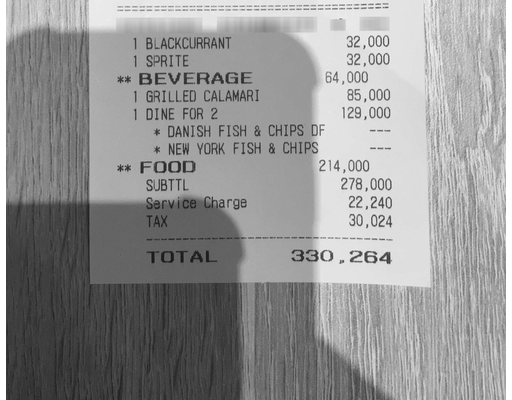 1 BLACKCURRANT 32,000
1 SPRITE 32,000
** BEVERAGE 64,000
1 GRILLED CALAMARI 85,000
1 DINE FOR 2 129,000
* DANISH FISH & CHIPS DF ---
* NEW YORK FISH & CHIPS ---
** FOOD 214,000
SUBTTL 278,000
Service Charge 22,240
TAX 30,024
TOTAL 330,264